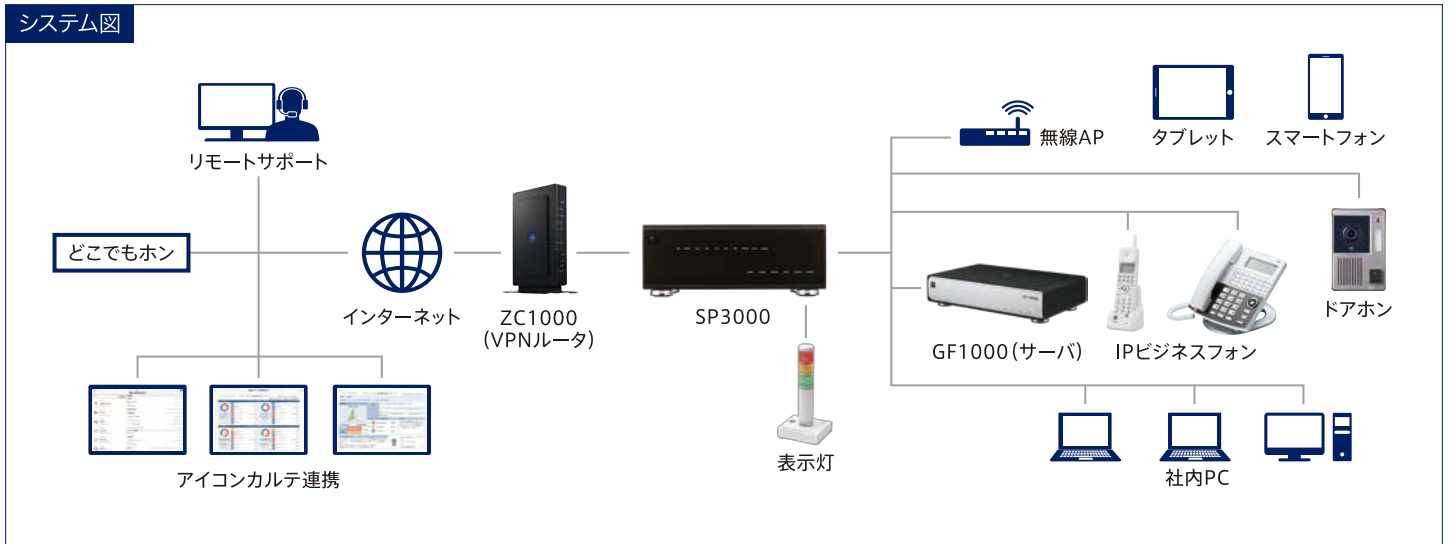 システム図
リモートサポート
どこでもホン
インターネット
ZC1000
(VPNルータ)
SP3000
表示灯
アイコンカルテ連携
無線AP
タブレット
スマートフォン
ドアホン
GF1000(サーバ)
IPビジネスフォン
社内PC